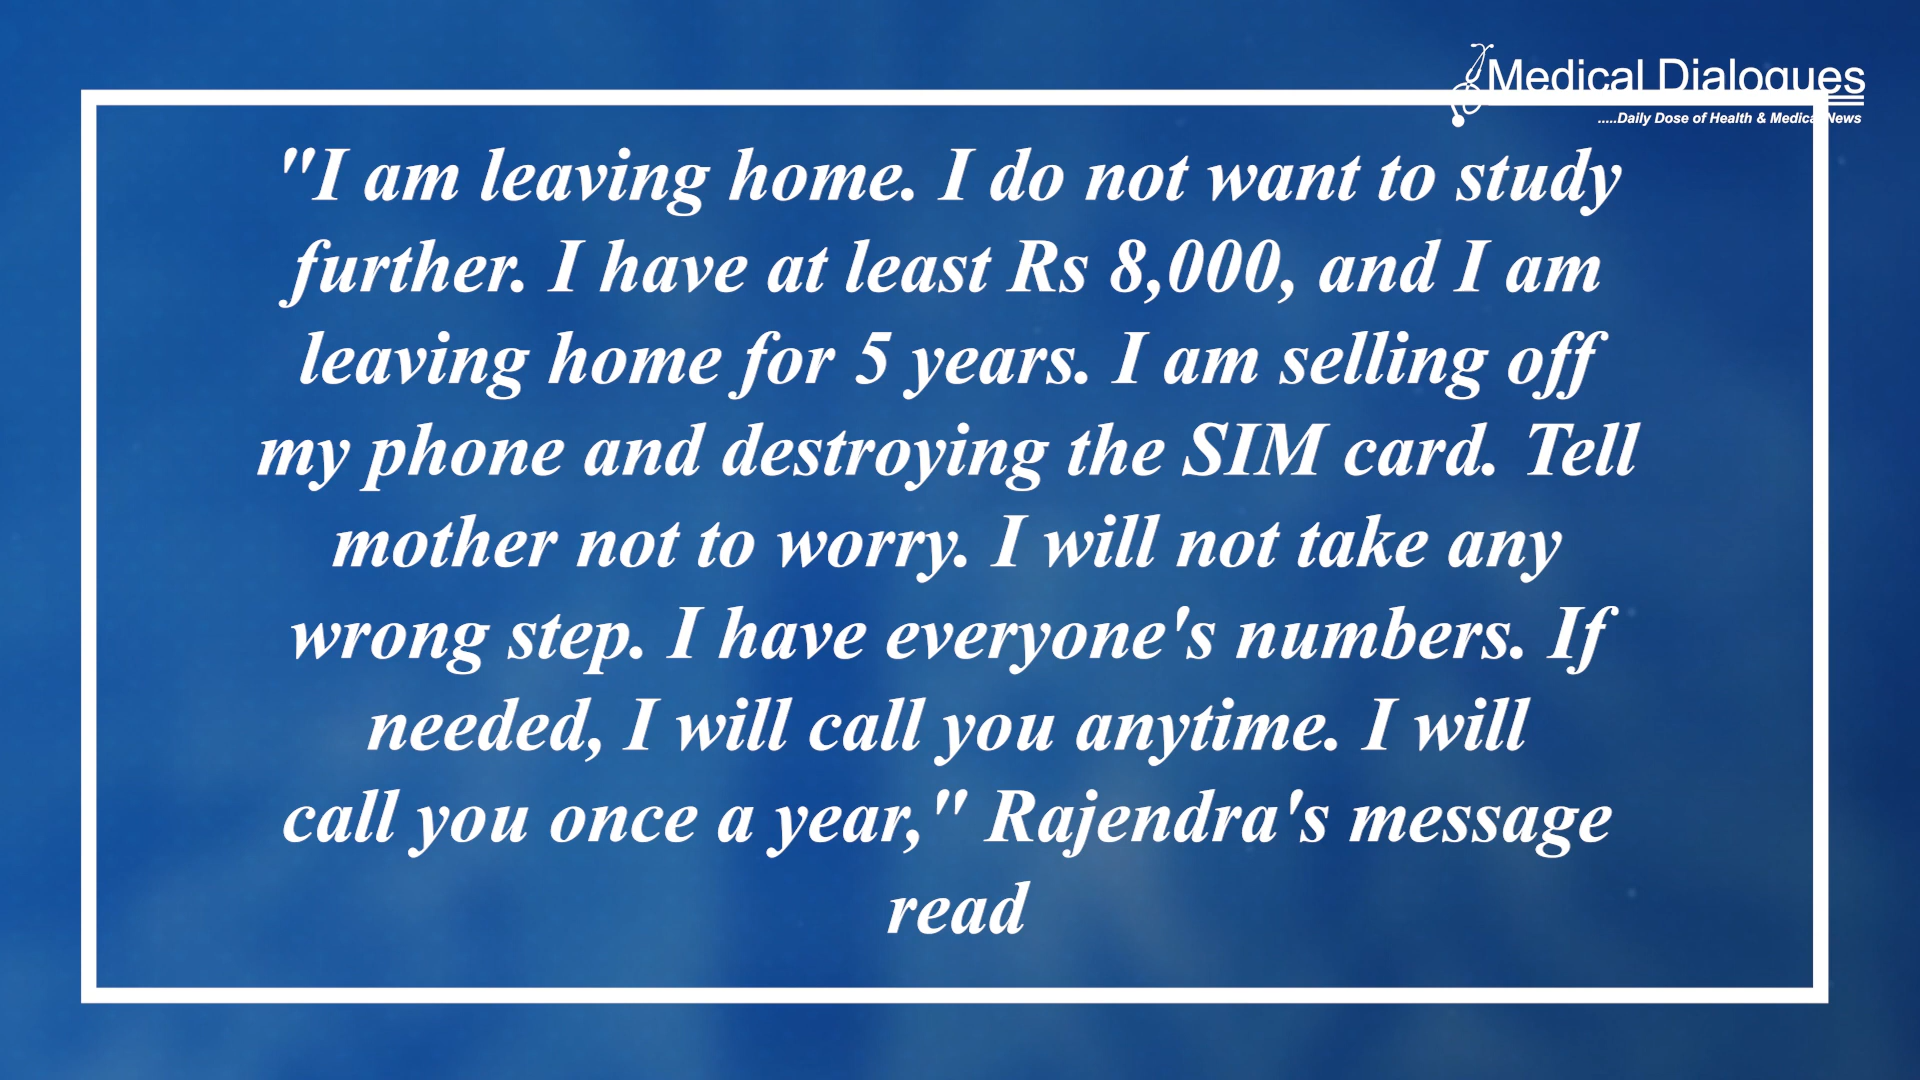 Medical Dialogues
.....Daily Dose of Health & Medical News
"I am leaving home. I do not want to study
further. I have at least Rs 8,000, and I am
leaving home for 5 years. I am selling off
my phone and destroying the SIM card. Tell
mother not to worry. I will not take any
wrong step. I have everyone's numbers. If
needed, I will call you anytime. I will
call you once a year," Rajendra's message
read